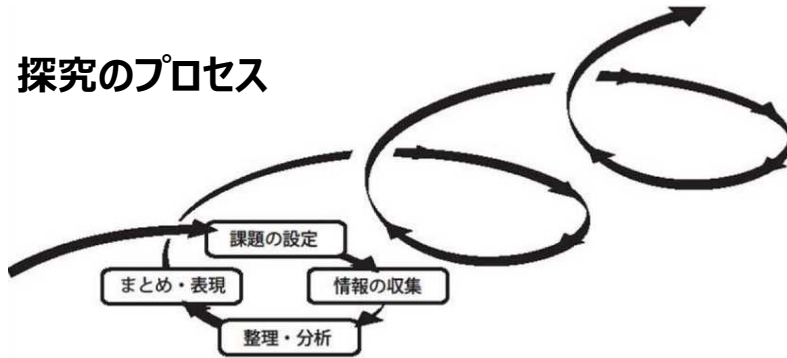 探究のプロセス
課題の設定
まとめ・表現
情報の収集
整理・分析